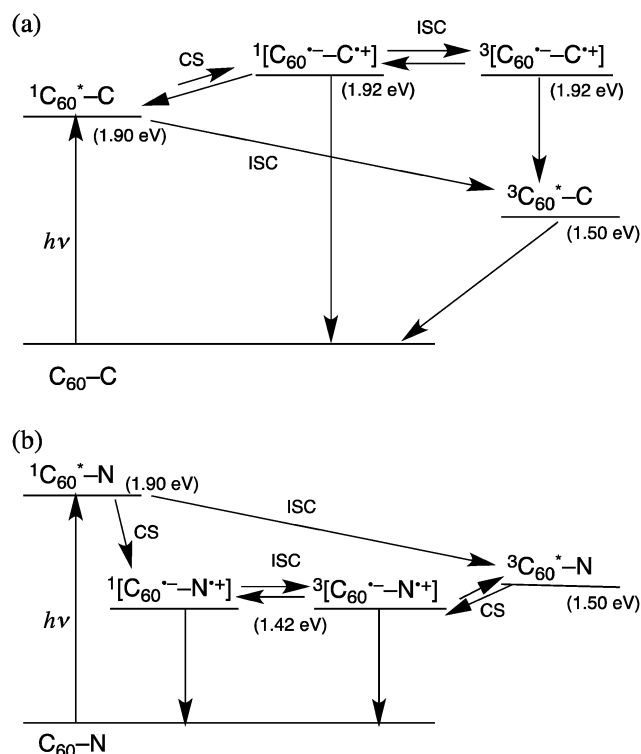 (a)
¹[C₆₀•⁻–C•⁺] ISC ³[C₆₀•⁻–C•⁺]
CS
(1.92 eV) (1.92 eV)
¹C₆₀*–C
(1.90 eV)
ISC
³C₆₀*–C
(1.50 eV)
hν
C₆₀–C
(b)
¹C₆₀*–N (1.90 eV)
ISC
CS
³C₆₀*–N
ISC
¹[C₆₀•⁻–N•⁺] ³[C₆₀•⁻–N•⁺]
CS
(1.50 eV)
(1.42 eV)
hν
C₆₀–N